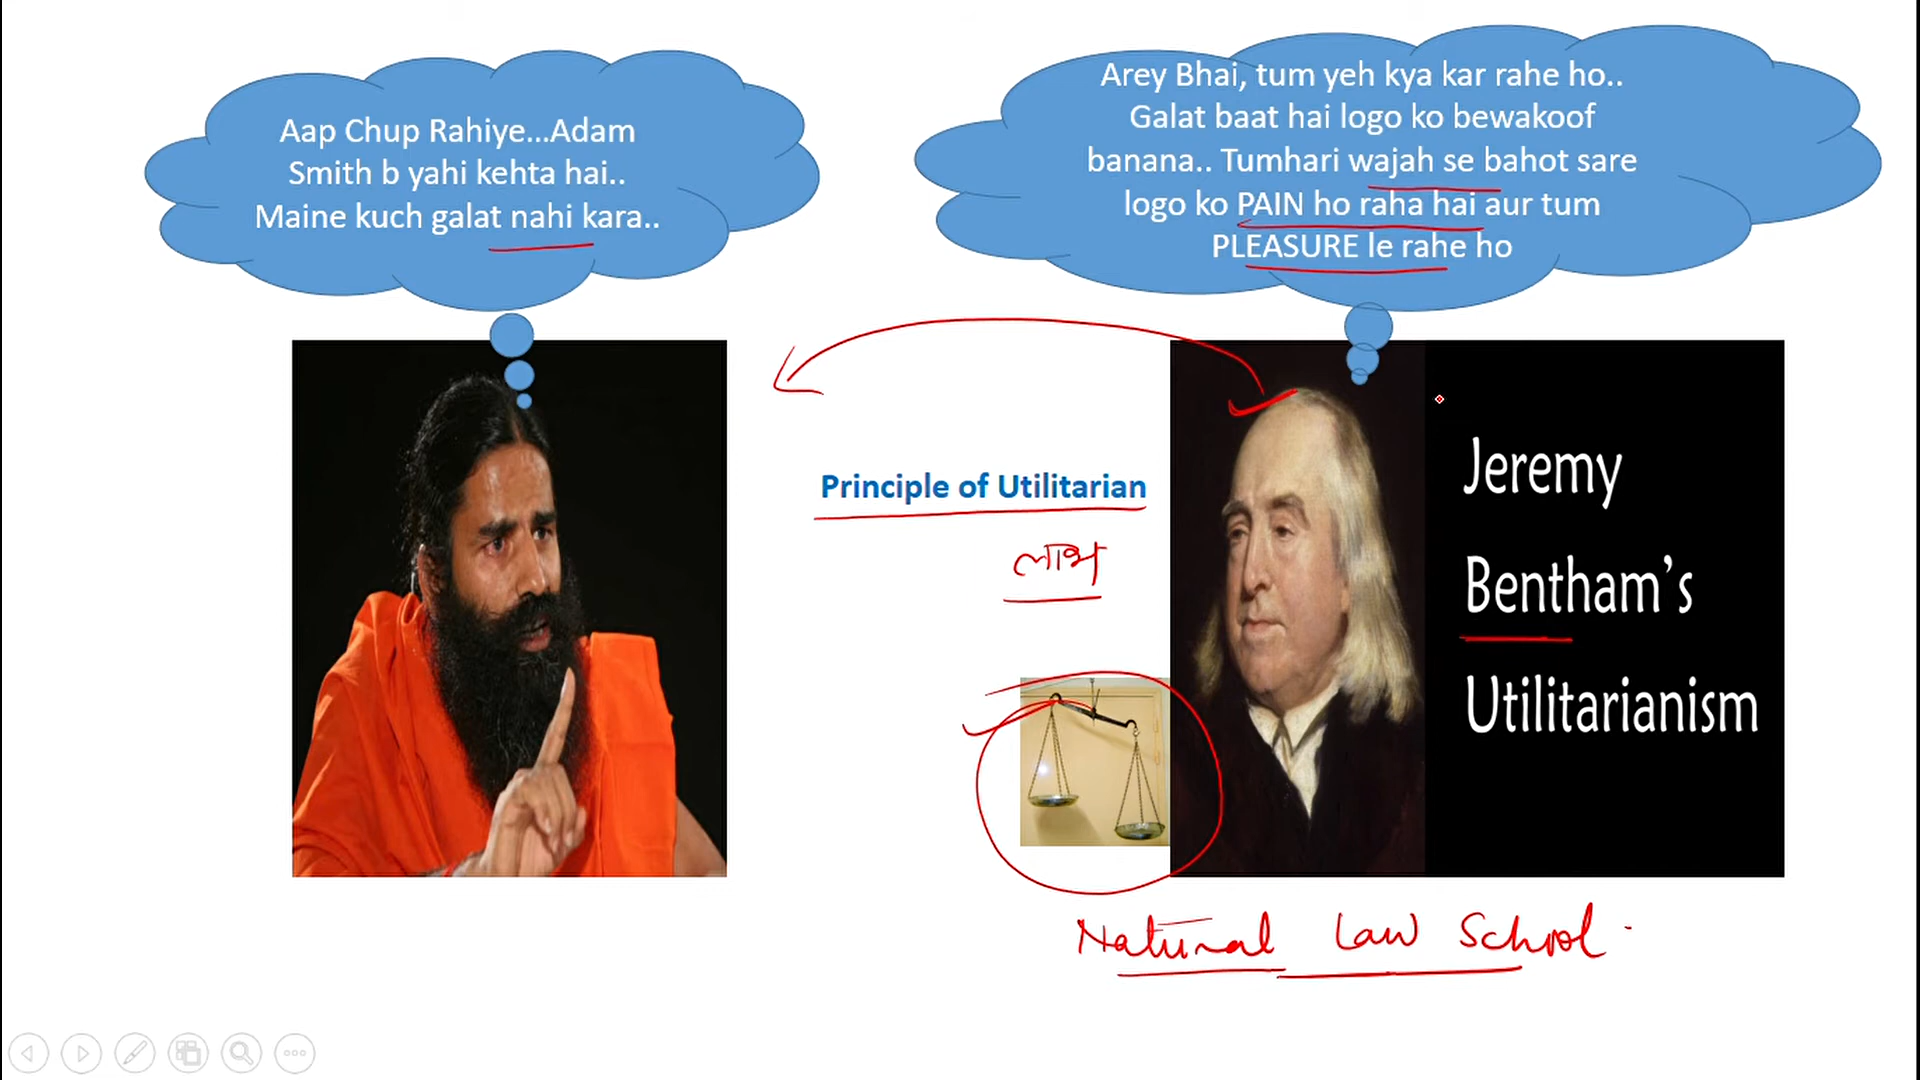 Aap Chup Rahiye...Adam
Smith b yahi kehta hai..
Maine kuch galat nahi kara..
Arey Bhai, tum yeh kya kar rahe ho..
Galat baat hai logo ko bewakoof
banana.. Tumhari wajah se bahot sare
logo ko PAIN ho raha hai aur tum
PLEASURE le rahe ho
Principle of Utilitarian
लाभ
Jeremy
Bentham's
Utilitarianism
Natural Law School